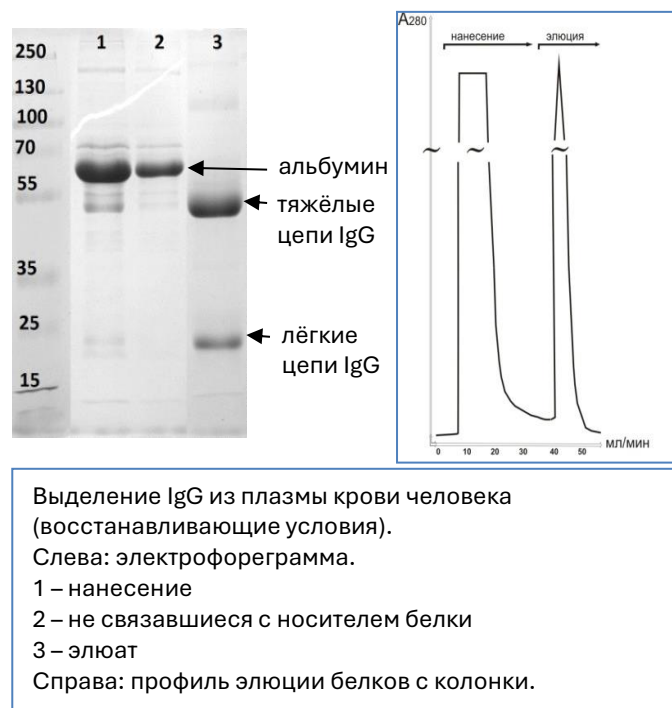 1 2 3
250
130
100
70
55
35
25
15
альбумин
тяжёлые
цепи IgG
лёгкие
цепи IgG
A280
нанесение элюция
0 10 20 30 40 50
мл/мин
Выделение IgG из плазмы крови человека
(восстанавливающие условия).
Слева: электрофореграмма.
1 – нанесение
2 – не связавшиеся с носителем белки
3 – элюат
Справа: профиль элюции белков с колонки.